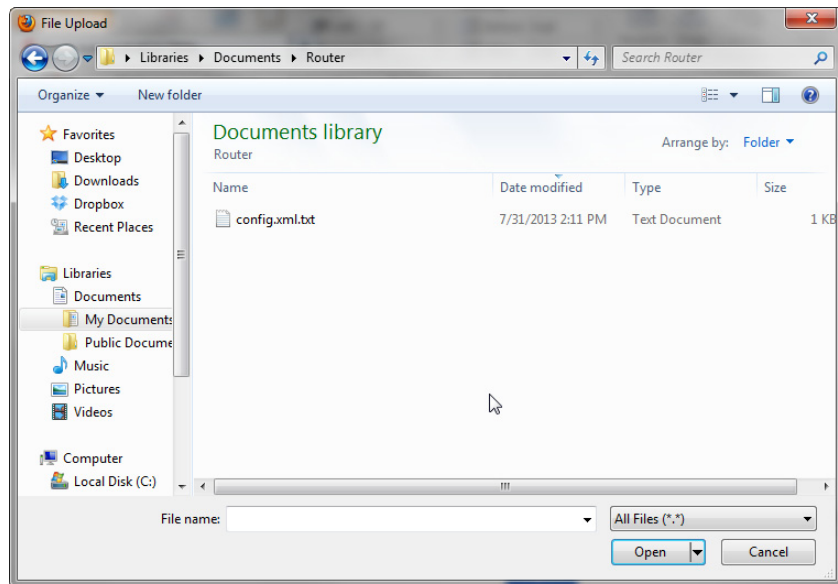 File Upload
Libraries Documents Router
Search Router
Organize New folder
Favorites
Desktop
Downloads
Dropbox
Recent Places
Libraries
Documents
My Documents
Public Docume
Music
Pictures
Videos
Computer
Local Disk (C:)
Documents library
Router
Arrange by: Folder
Name Date modified Type Size
config.xml.txt 7/31/2013 2:11 PM Text Document 1 KB
File name:
All Files (*.*)
Open Cancel